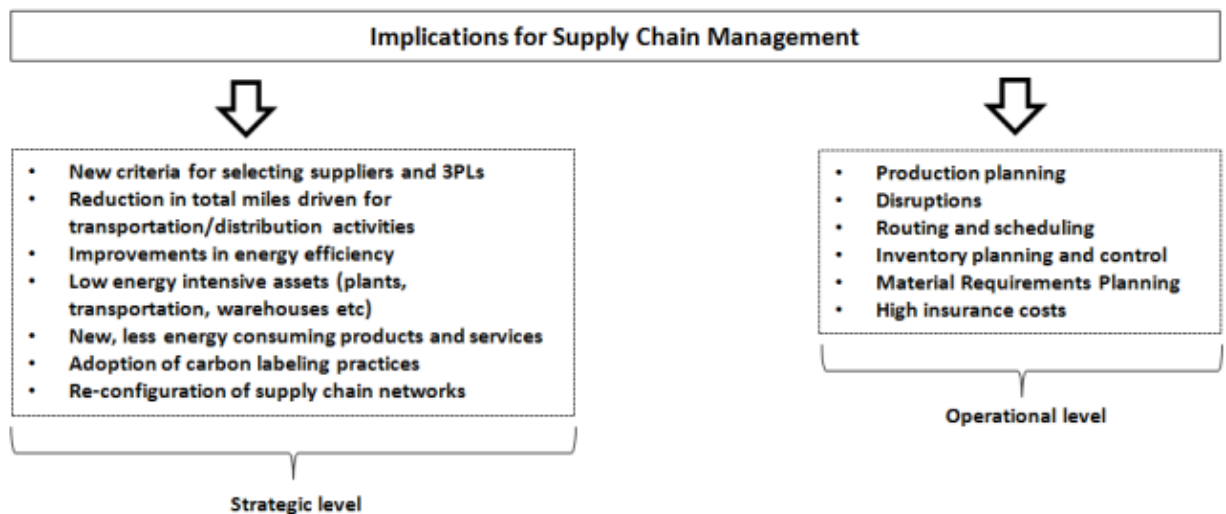 Implications for Supply Chain Management
• New criteria for selecting suppliers and 3PLs
• Reduction in total miles driven for
transportation/distribution activities
• Improvements in energy efficiency
• Low energy intensive assets (plants,
transportation, warehouses etc)
• New, less energy consuming products and services
• Adoption of carbon labeling practices
• Re-configuration of supply chain networks
Strategic level
• Production planning
• Disruptions
• Routing and scheduling
• Inventory planning and control
• Material Requirements Planning
• High insurance costs
Operational level